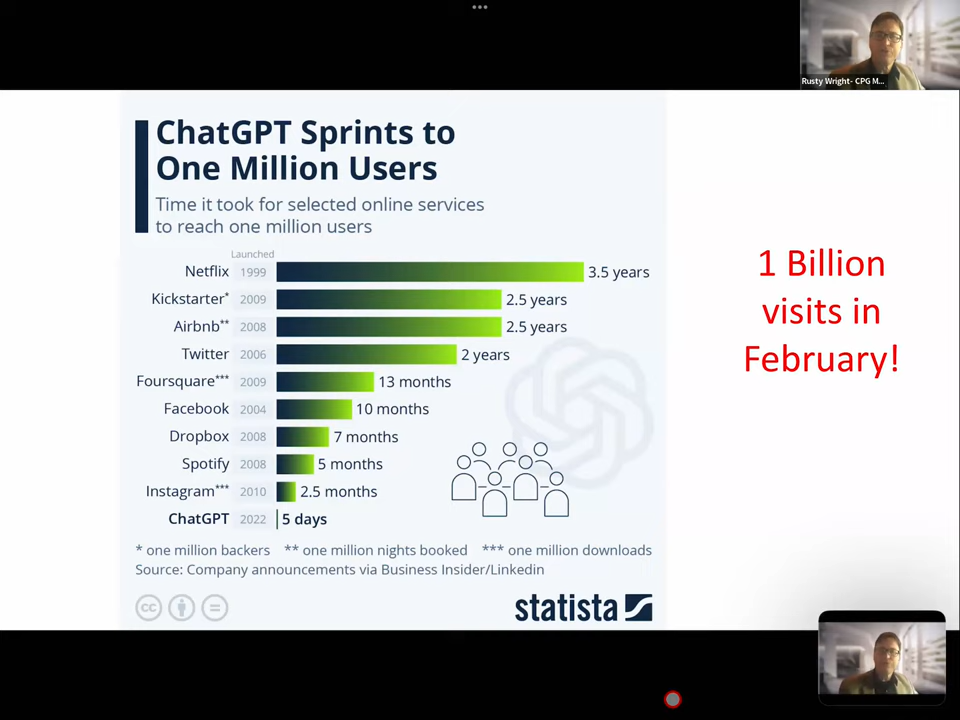 Rusty Wright- CPG M...
ChatGPT Sprints to
One Million Users
Time it took for selected online services
to reach one million users
Launched
Netflix 1999 3.5 years
Kickstarter* 2009 2.5 years
Airbnb** 2008 2.5 years
Twitter 2006 2 years
Foursquare*** 2009 13 months
Facebook 2004 10 months
Dropbox 2008 7 months
Spotify 2008 5 months
Instagram*** 2010 2.5 months
ChatGPT 2022 5 days
* one million backers ** one million nights booked *** one million downloads
Source: Company announcements via Business Insider/Linkedin
cc
statista
1 Billion
visits in
February!